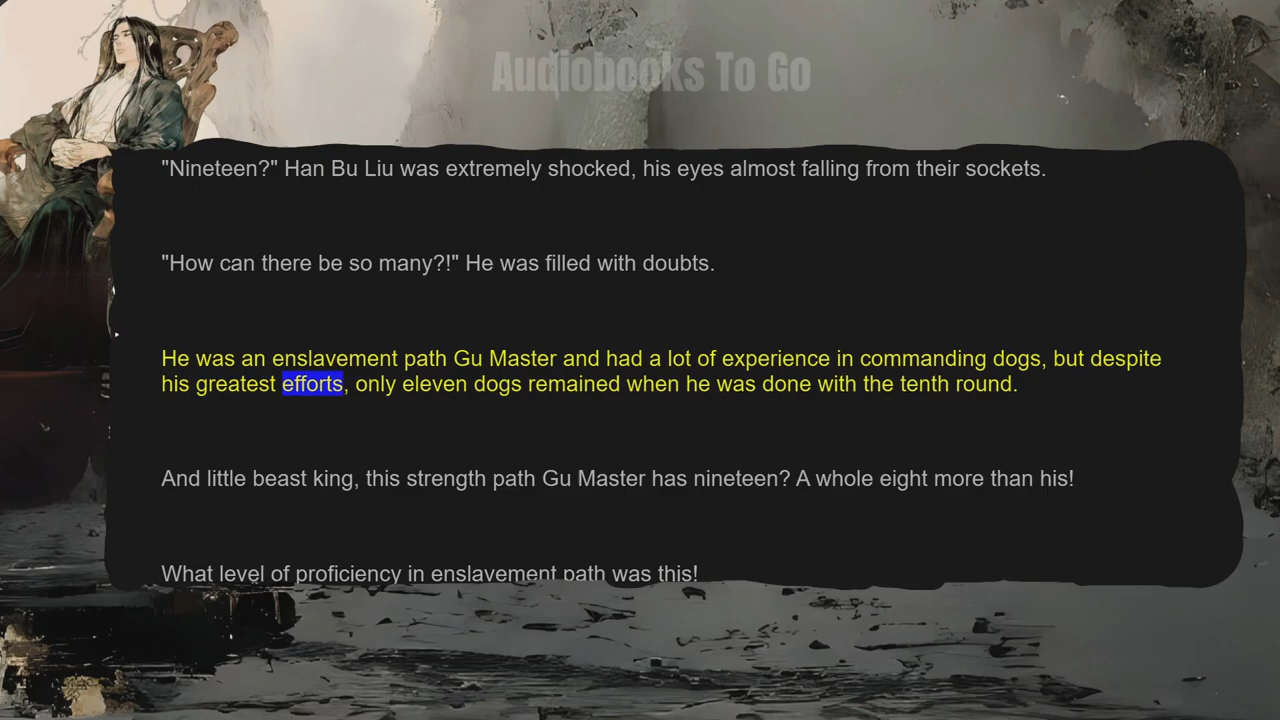 Audiobooks To Go
"Nineteen?" Han Bu Liu was extremely shocked, his eyes almost falling from their sockets.
"How can there be so many?!" He was filled with doubts.
He was an enslavement path Gu Master and had a lot of experience in commanding dogs, but despite
his greatest efforts, only eleven dogs remained when he was done with the tenth round.
And little beast king, this strength path Gu Master has nineteen? A whole eight more than his!
What level of proficiency in enslavement path was this!